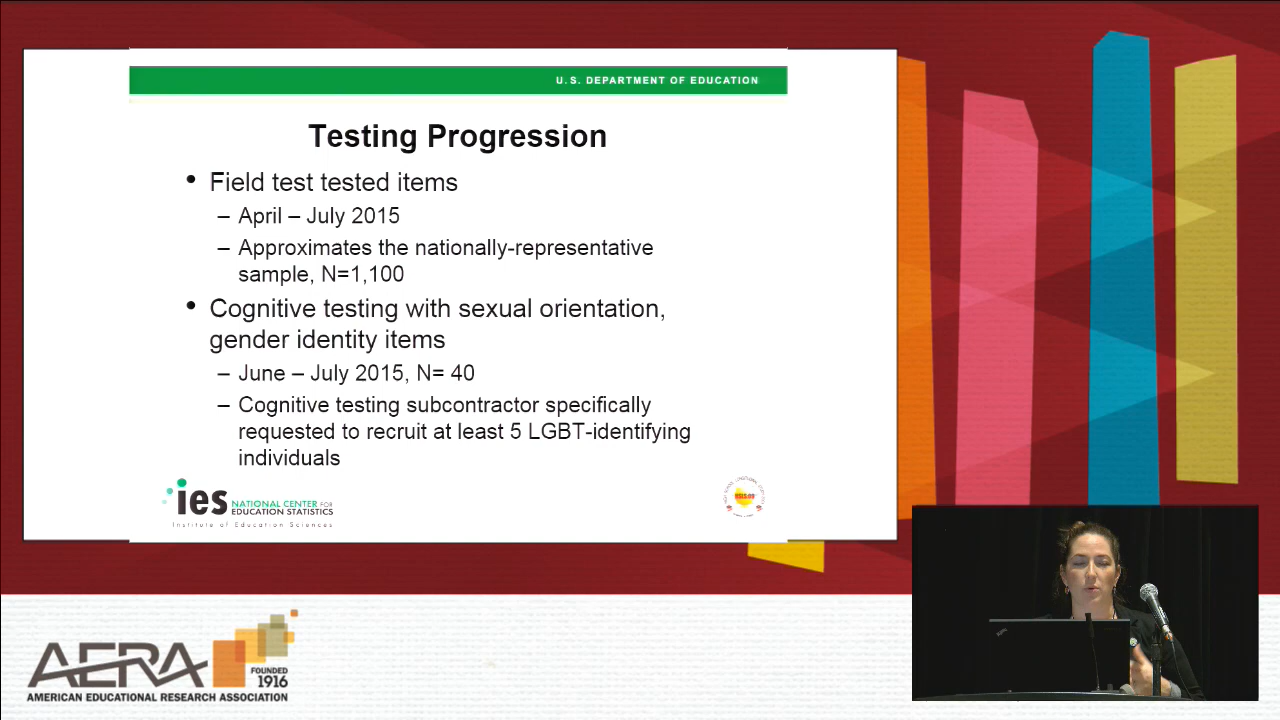 U.S. DEPARTMENT OF EDUCATION
Testing Progression
• Field test tested items
– April – July 2015
– Approximates the nationally-representative
sample, N=1,100
• Cognitive testing with sexual orientation,
gender identity items
– June – July 2015, N= 40
– Cognitive testing subcontractor specifically
requested to recruit at least 5 LGBT-identifying
individuals
ies NATIONAL CENTER FOR
EDUCATION STATISTICS
Institute of Education Sciences
HSLS:09
AERA
FOUNDED
1916
AMERICAN EDUCATIONAL RESEARCH ASSOCIATION